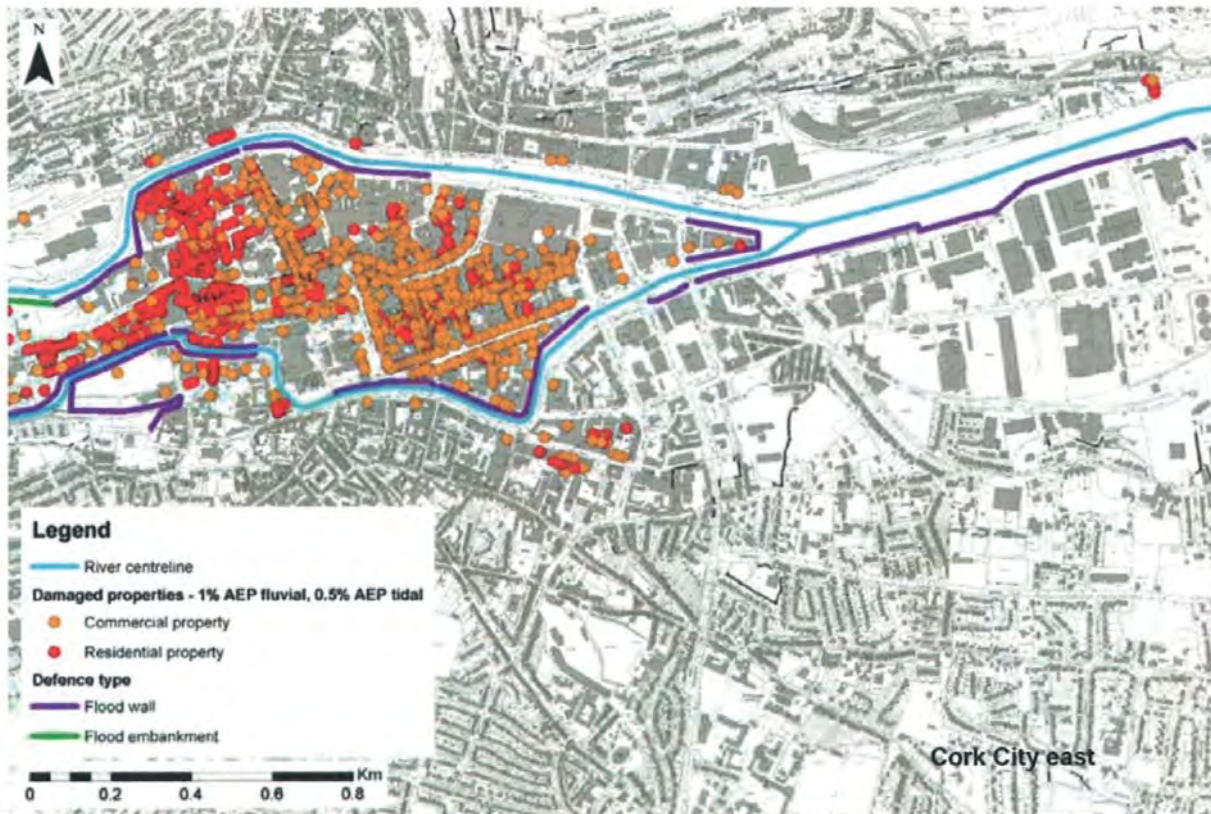 N
Legend
River centreline
Damaged properties - 1% AEP fluvial, 0.5% AEP tidal
Commercial property
Residential property
Defence type
Flood wall
Flood embankment
Km
0 0.2 0.4 0.6 0.8
Cork City east